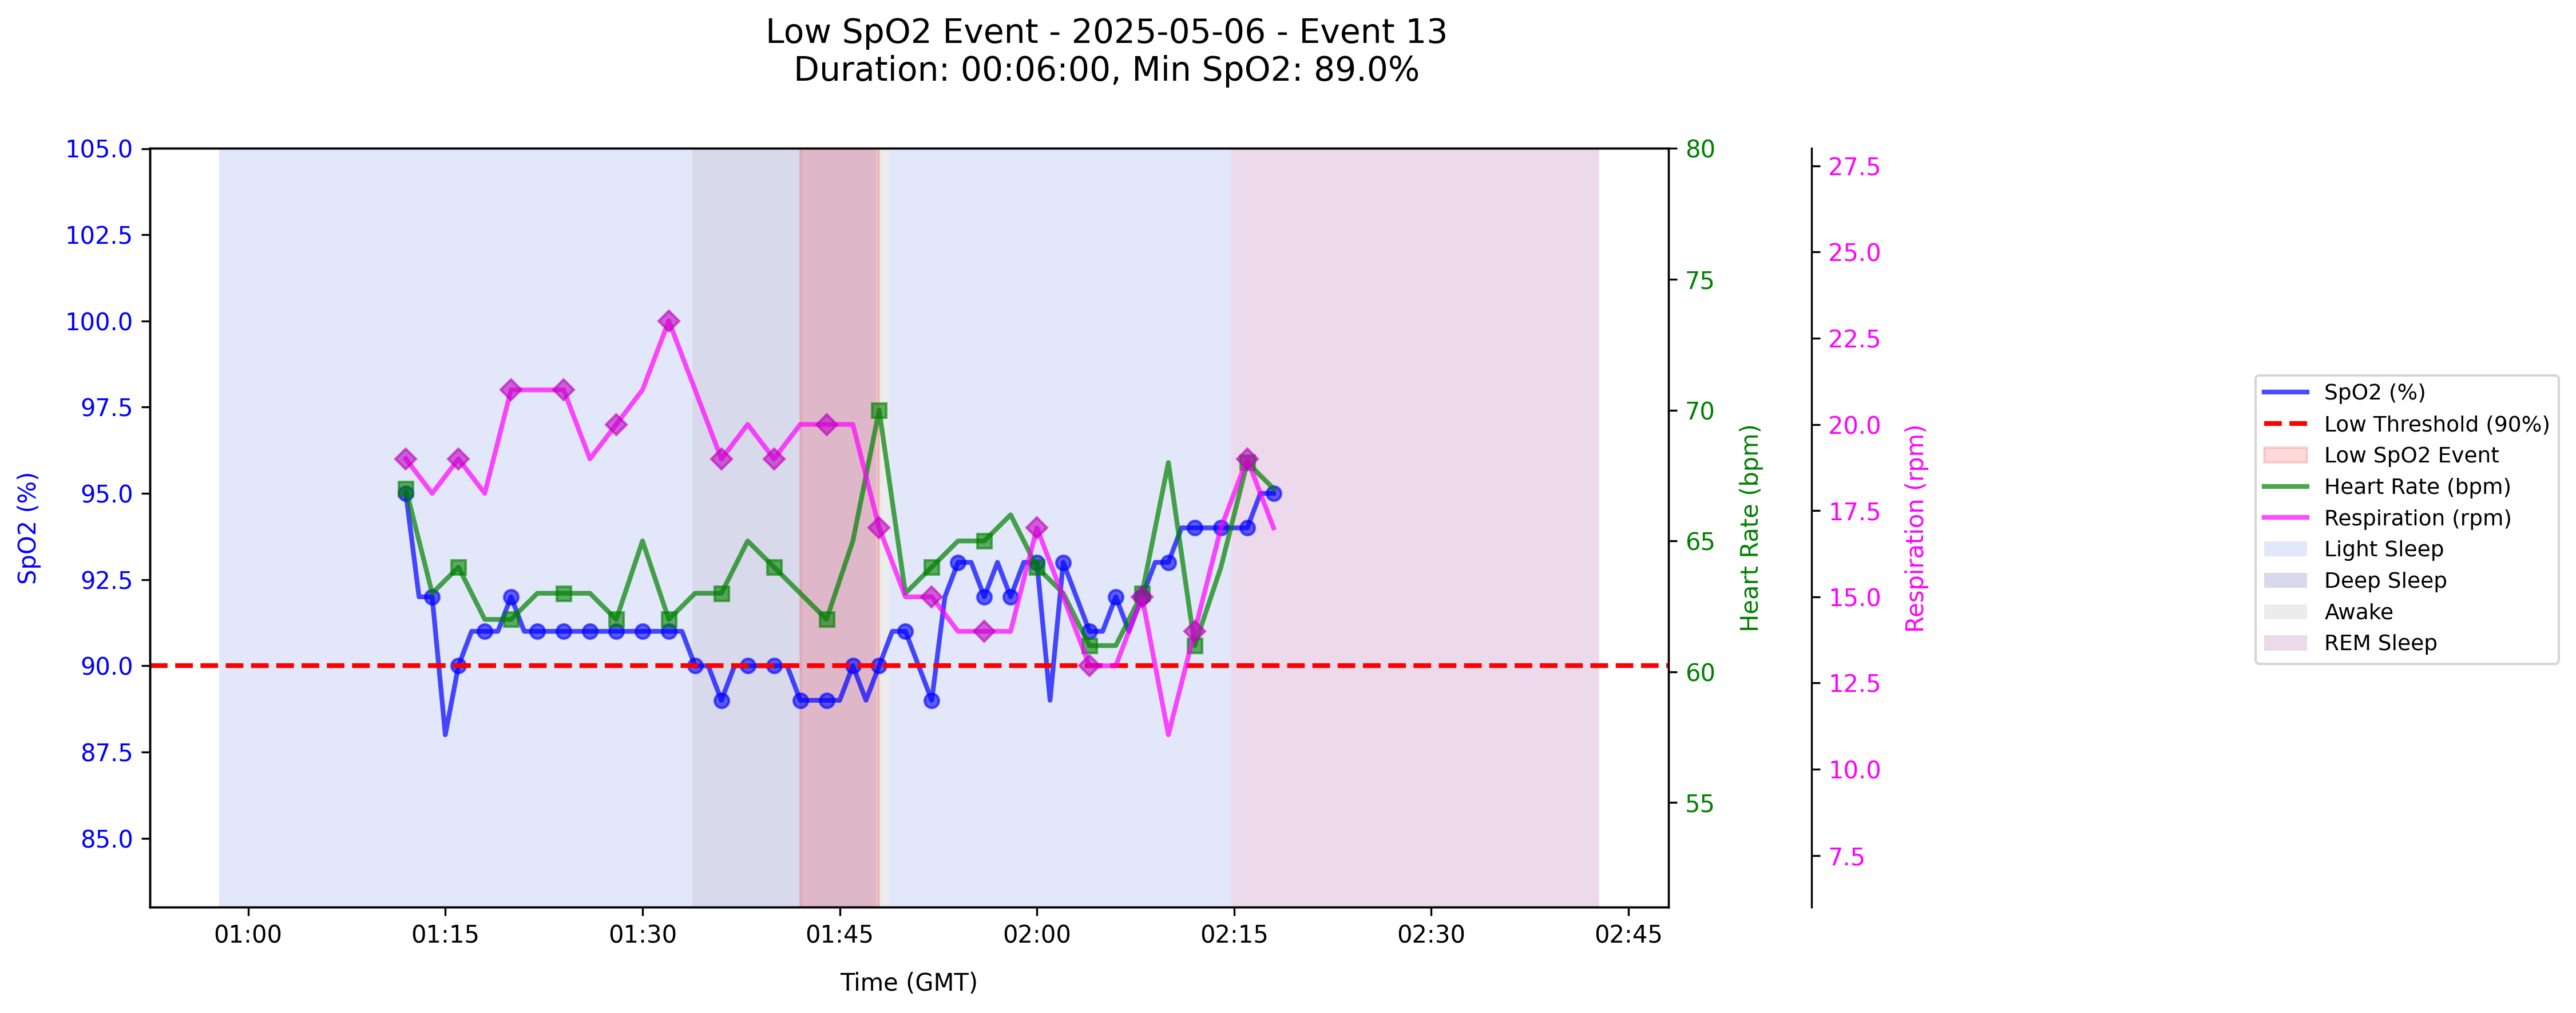 Low SpO2 Event - 2025-05-06 - Event 13
Duration: 00:06:00, Min SpO2: 89.0%
105.0
102.5
100.0
97.5
95.0
92.5
90.0
87.5
85.0
SpO2 (%)
80
75
70
65
60
55
Heart Rate (bpm)
27.5
25.0
22.5
20.0
17.5
15.0
12.5
10.0
7.5
Respiration (rpm)
01:00
01:15
01:30
01:45
02:00
02:15
02:30
02:45
Time (GMT)
SpO2 (%)
Low Threshold (90%)
Low SpO2 Event
Heart Rate (bpm)
Respiration (rpm)
Light Sleep
Deep Sleep
Awake
REM Sleep